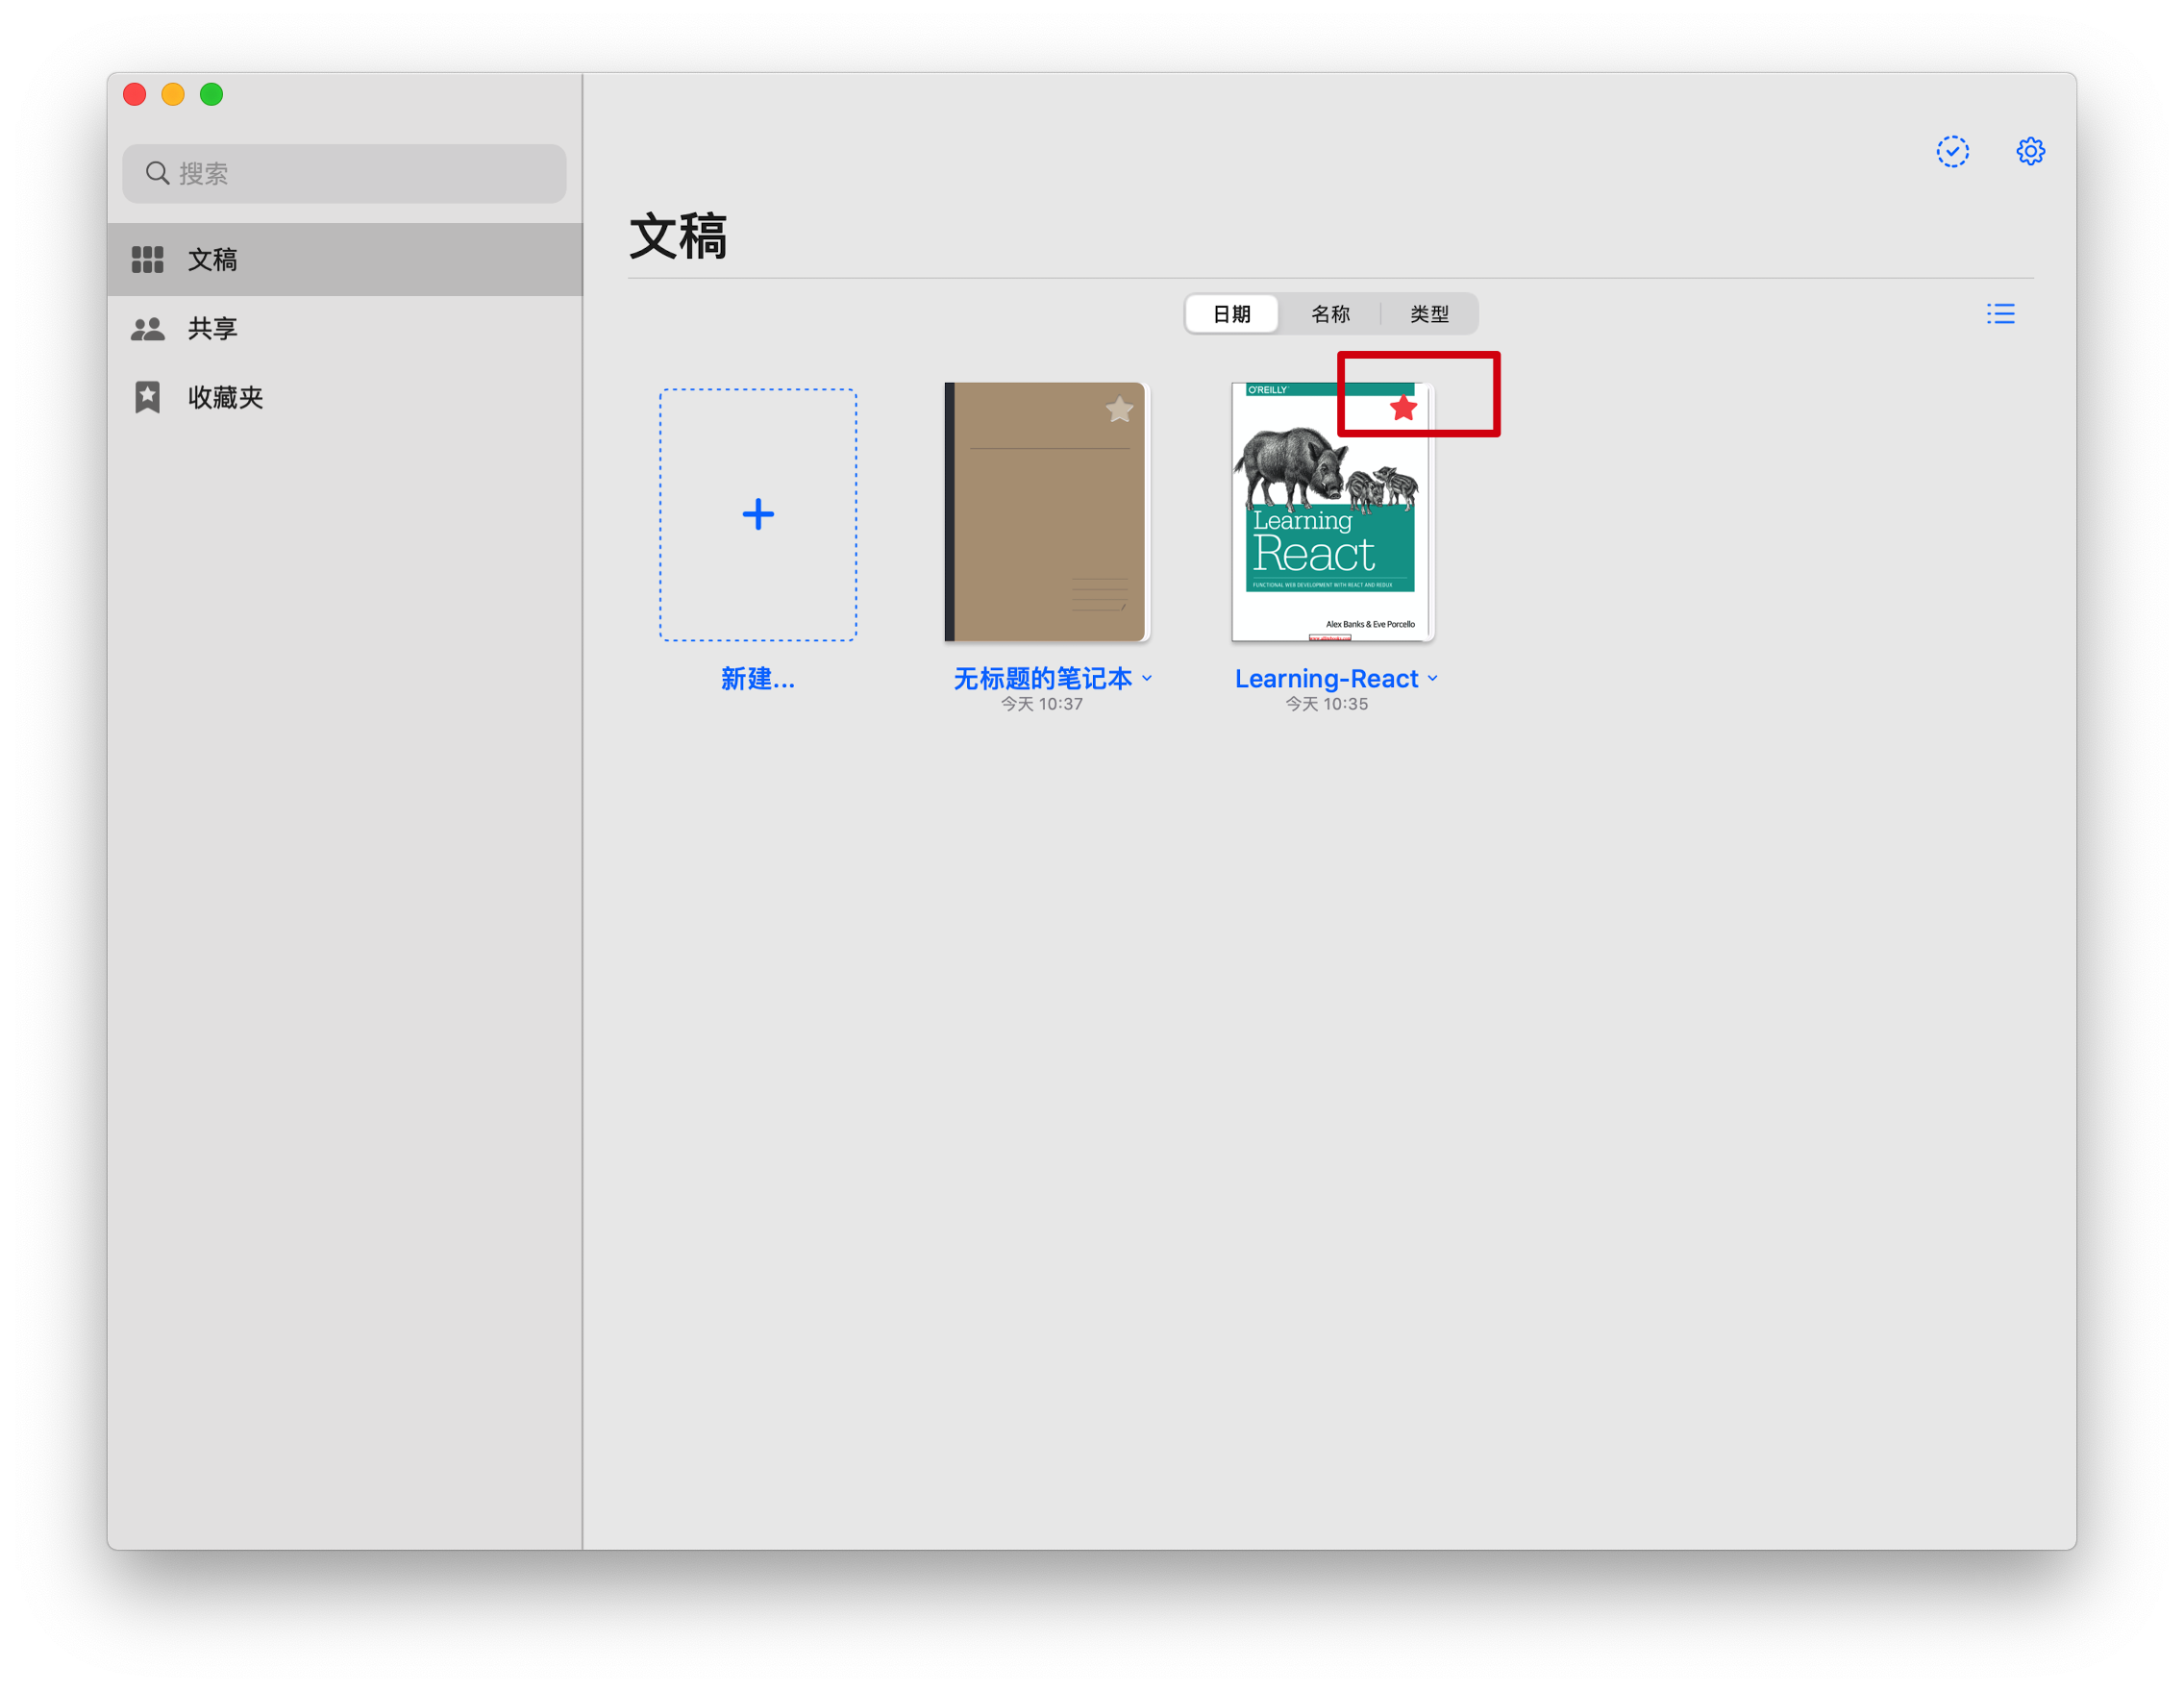 搜索
文稿
共享
收藏夹
文稿
日期 名称 类型
O'REILLY
Learning
React
FUNCTIONAL WEB DEVELOPMENT WITH REACT AND REDUX
Alex Banks & Eve Porcello
新建...
无标题的笔记本
今天 10:37
Learning-React
今天 10:35